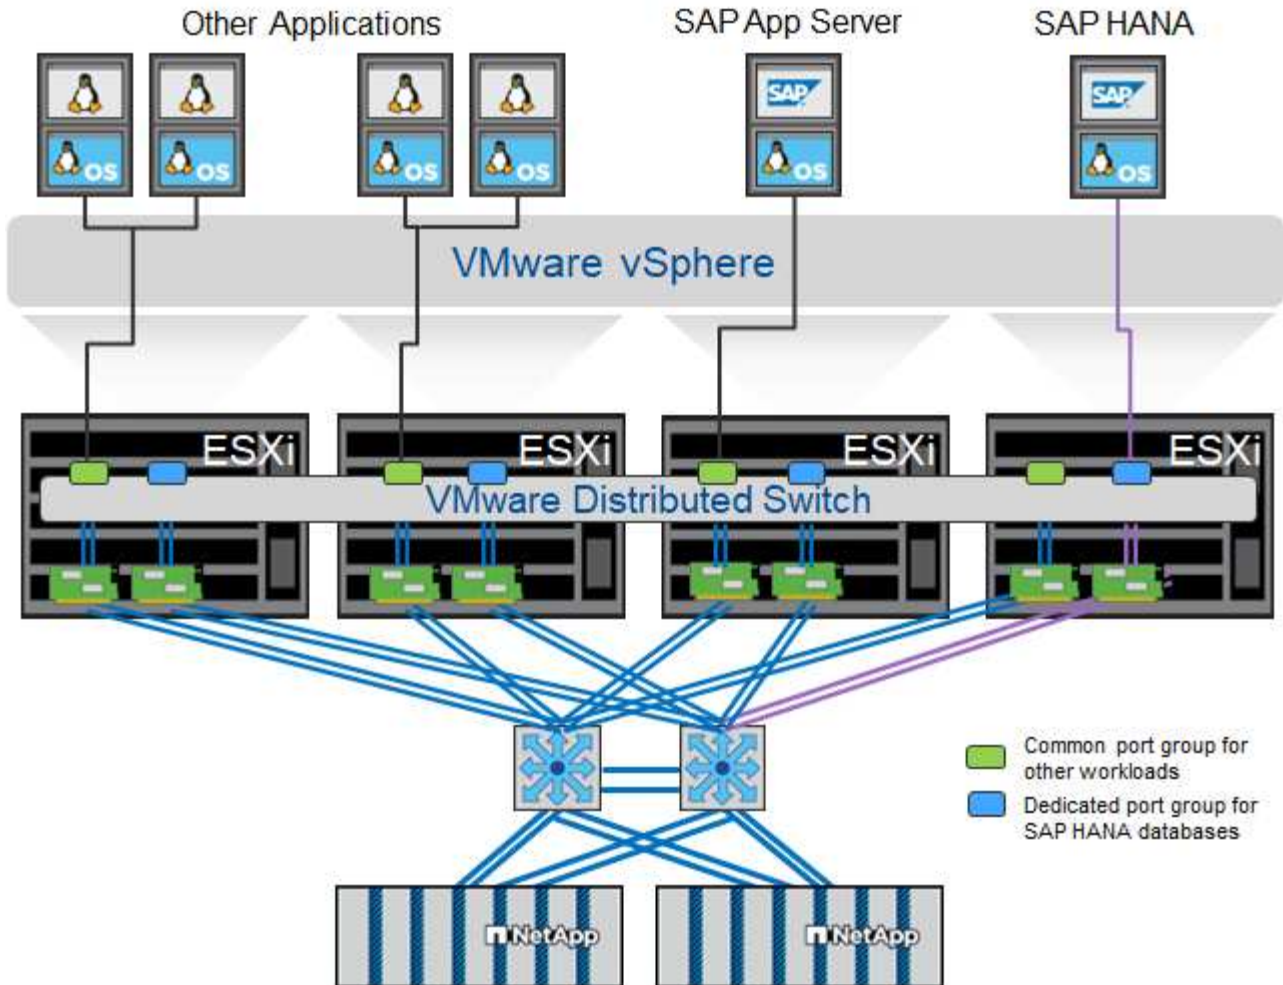 Other Applications
SAP App Server
SAP HANA
SAP
SAP
OS
OS
OS
OS
OS
OS
VMware vSphere
ESXi
ESXi
ESXi
ESXi
VMware Distributed Switch
Common port group for
other workloads
Dedicated port group for
SAP HANA databases
NetApp
NetApp